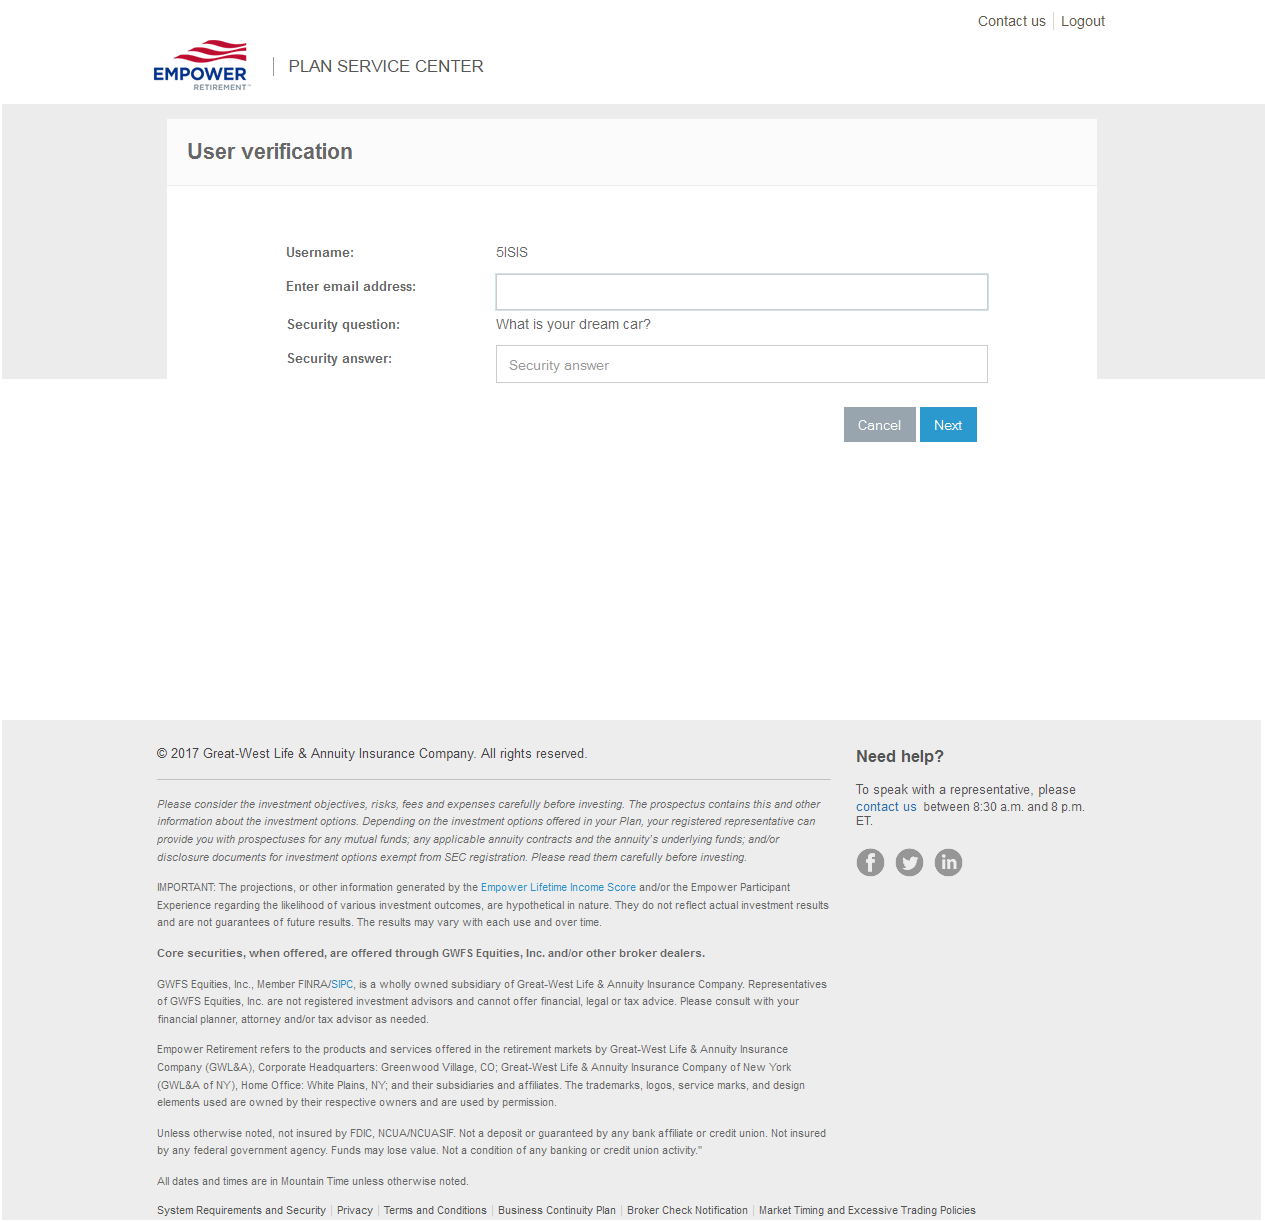 Contact us | Logout
EMPOWER
RETIREMENT™
PLAN SERVICE CENTER
User verification
Username: 5ISIS
Enter email address:
Security question: What is your dream car?
Security answer: Security answer
Cancel Next
© 2017 Great-West Life & Annuity Insurance Company. All rights reserved.
Please consider the investment objectives, risks, fees and expenses carefully before investing. The prospectus contains this and other
information about the investment options. Depending on the investment options offered in your Plan, your registered representative can
provide you with prospectuses for any mutual funds; any applicable annuity contracts and the annuity's underlying funds; and/or
disclosure documents for investment options exempt from SEC registration. Please read them carefully before investing.
IMPORTANT: The projections, or other information generated by the Empower Lifetime Income Score and/or the Empower Participant
Experience regarding the likelihood of various investment outcomes, are hypothetical in nature. They do not reflect actual investment results
and are not guarantees of future results. The results may vary with each use and over time.
Core securities, when offered, are offered through GWFS Equities, Inc. and/or other broker dealers.
GWFS Equities, Inc., Member FINRA/SIPC, is a wholly owned subsidiary of Great-West Life & Annuity Insurance Company. Representatives
of GWFS Equities, Inc. are not registered investment advisors and cannot offer financial, legal or tax advice. Please consult with your
financial planner, attorney and/or tax advisor as needed.
Empower Retirement refers to the products and services offered in the retirement markets by Great-West Life & Annuity Insurance
Company (GWL&A), Corporate Headquarters: Greenwood Village, CO; Great-West Life & Annuity Insurance Company of New York
(GWL&A of NY), Home Office: White Plains, NY; and their subsidiaries and affiliates. The trademarks, logos, service marks, and design
elements used are owned by their respective owners and are used by permission.
Unless otherwise noted, not insured by FDIC, NCUA/NCUASIF. Not a deposit or guaranteed by any bank affiliate or credit union. Not insured
by any federal government agency. Funds may lose value. Not a condition of any banking or credit union activity."
All dates and times are in Mountain Time unless otherwise noted.
System Requirements and Security | Privacy | Terms and Conditions | Business Continuity Plan | Broker Check Notification | Market Timing and Excessive Trading Policies
Need help?
To speak with a representative, please
contact us between 8:30 a.m. and 8 p.m.
ET.